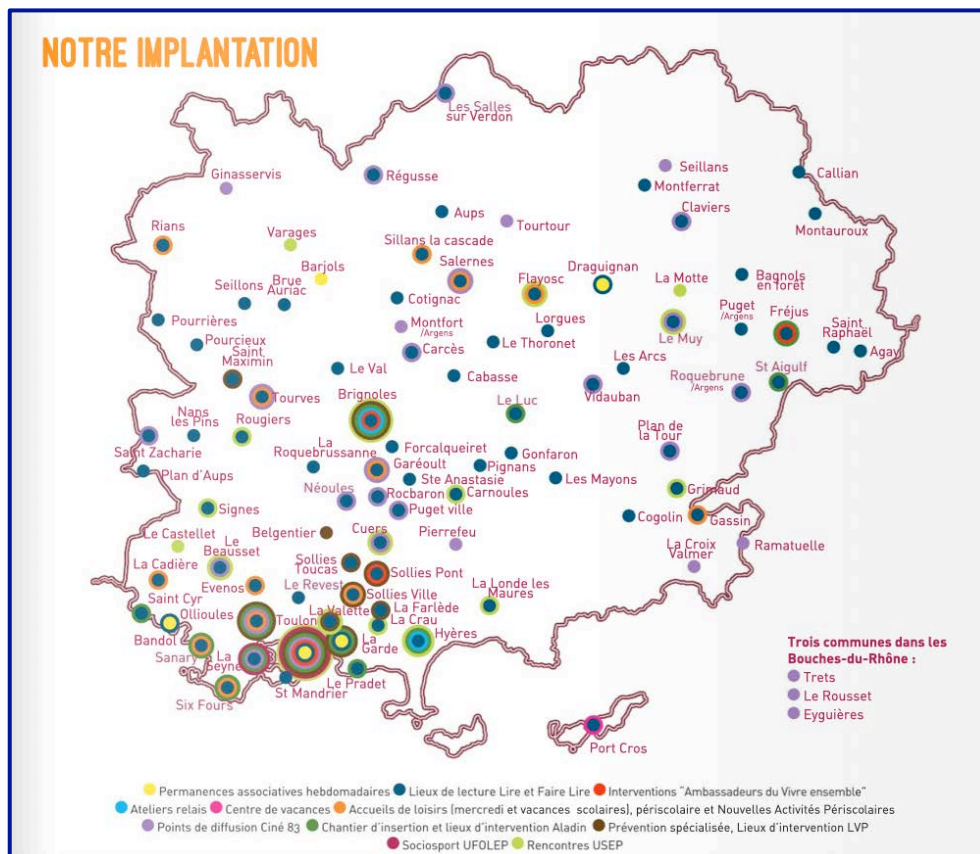 NOTRE IMPLANTATION
Les Salles
sur Verdon
Ginasservis
Régusse
Seillans
Montferrat
Callian
Aups
Tourtour
Claviers
Montauroux
Rians
Varages
Sillans la cascade
Barjols
Salernes
Flayosc
Draguignan
La Motte
Bagnols
en forêt
Seillons
Brue
Auriac
Cotignac
Puget
/Argens
Fréjus
Pourrières
Montfort
/Argens
Lorgues
Le Muy
Saint
Raphaël
Agay
Pourcieux
Carcès
Le Thoronet
Saint
Maximin
Le Val
Cabasse
Les Arcs
Roquebrune
/Argens
St Aigulf
Tourves
Brignoles
Vidauban
Le Luc
Nans
les Pins
Rougiers
Plan de
la Tour
Saint Zacharie
La
Roquebrussanne
Forcalqueiret
Gonfaron
Plan d'Aups
Garéoult
Pignans
Ste Anastasie
Les Mayons
Néoules
Rocbaron
Carnoules
Grimaud
Signes
Puget ville
Cogolin
Gassin
Le Castellet
Belgentier
Cuers
Pierrefeu
La Croix
Valmer
Ramatuelle
Le
Beausset
La Cadière
Sollies
Toucas
Sollies Pont
Evenos
Le Revest
Sollies Ville
La Londe les
Maures
Saint Cyr
Ollioules
La Valette
La Farlède
Bandol
Toulon
La Crau
Hyères
Sanary
La
Seyne
La
Garde
St Mandrier
Le Pradet
Six Fours
Port Cros
Trois communes dans les
Bouches-du-Rhône :
Trets
Le Rousset
Eyguières
Permanences associatives hebdomadaires Lieux de lecture Lire et Faire Lire Interventions "Ambassadeurs du Vivre ensemble"
Ateliers relais Centre de vacances Accueils de loisirs (mercredi et vacances scolaires), périscolaire et Nouvelles Activités Périscolaires
Points de diffusion Ciné 83 Chantier d'insertion et lieux d'intervention Aladin Prévention spécialisée, Lieux d'intervention LVP
Sociosport UFOLEP Rencontres USEP